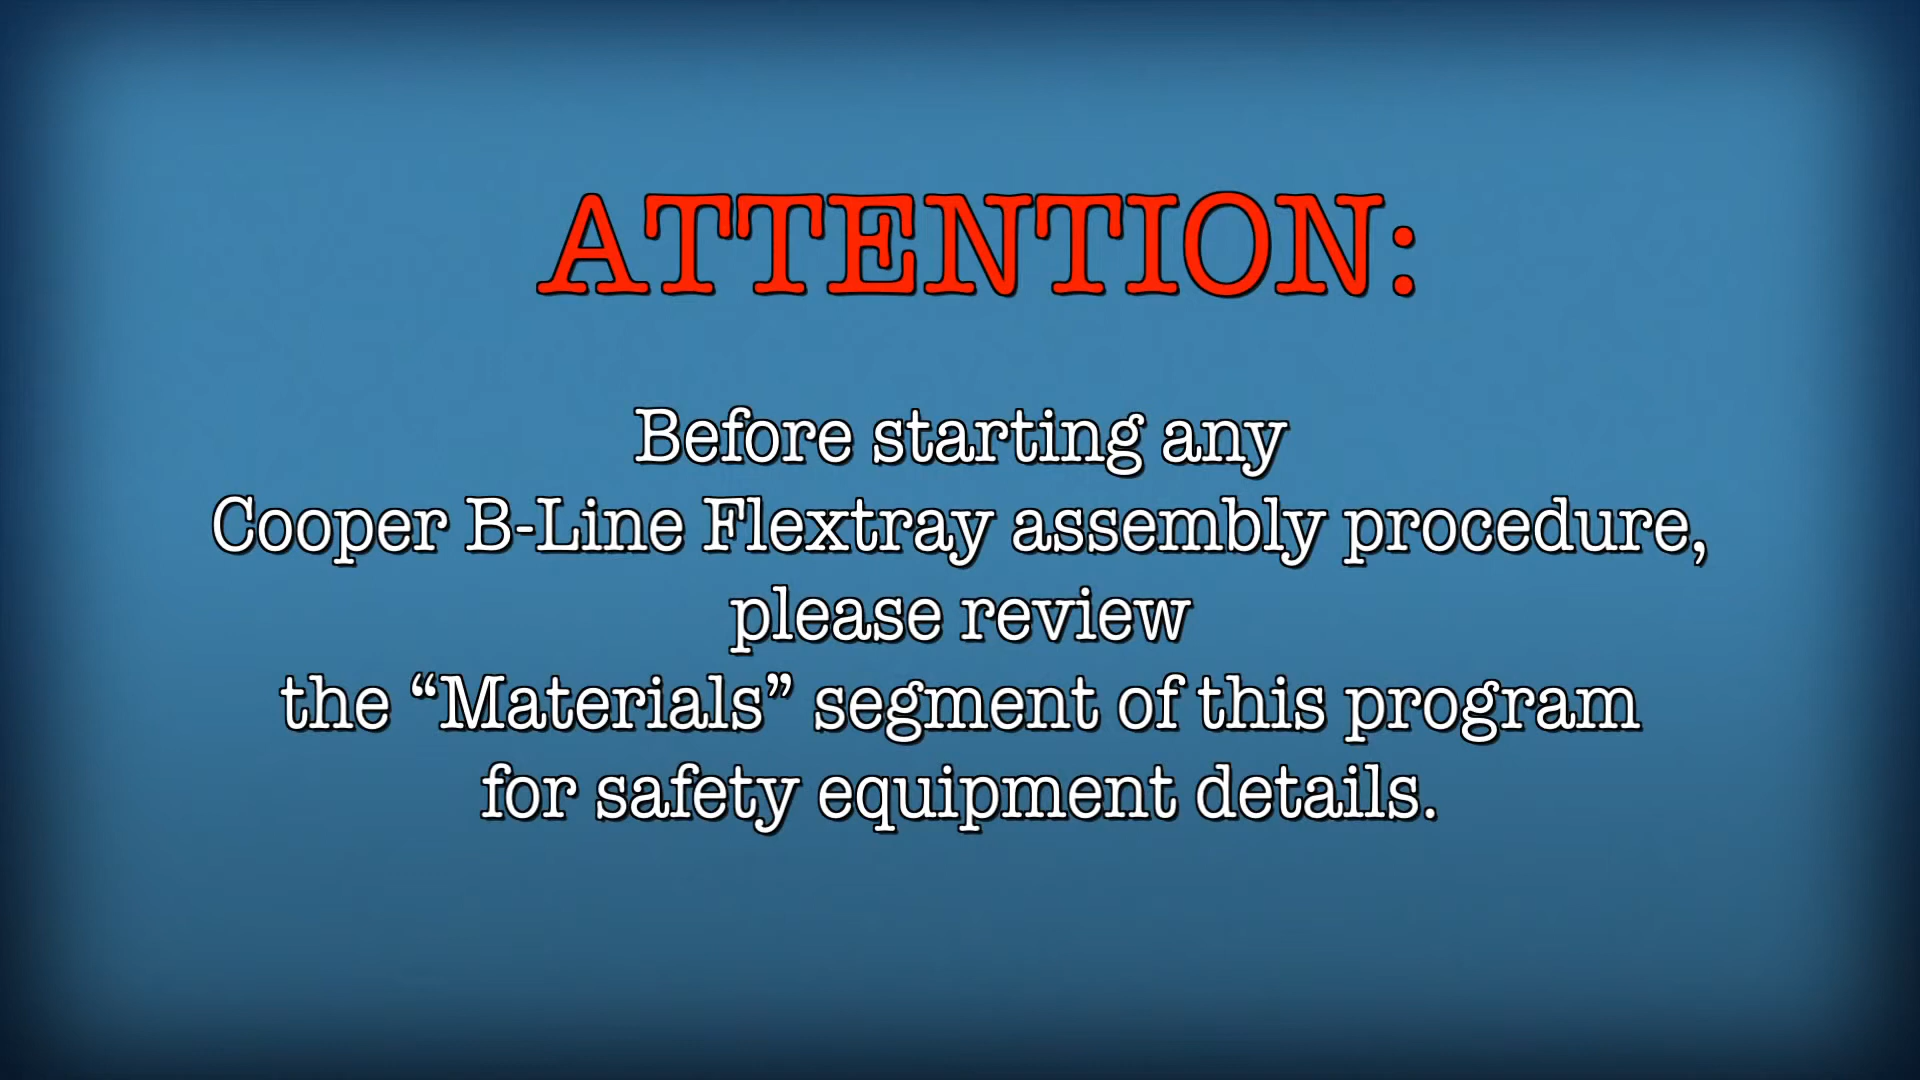 ATTENTION:
Before starting any
Cooper B-Line Flextray assembly procedure,
please review
the “Materials” segment of this program
for safety equipment details.